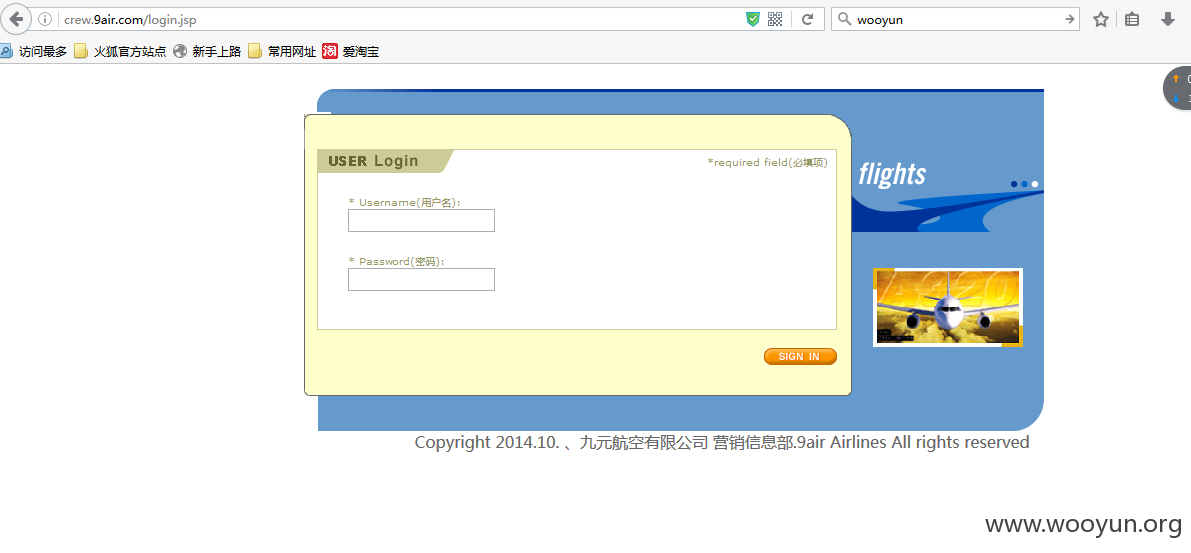 crew.9air.com/login.jsp
wooyun
访问最多 火狐官方站点 新手上路 常用网址 淘 爱淘宝
USER Login
*required field(必填项)
* Username(用户名):
* Password(密码):
SIGN IN
flights
Copyright 2014.10. 、九元航空有限公司 营销信息部.9air Airlines All rights reserved
www.wooyun.org